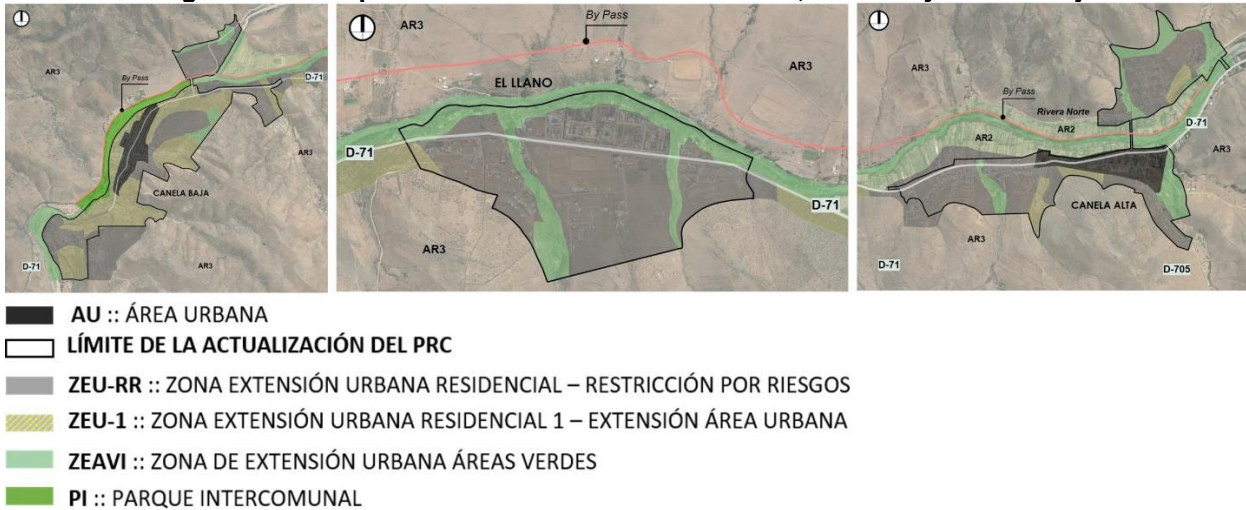 AR3
By Pass
D-71
CANELA BAJA
D-71
AR3
AR3
By Pass
AR3
EL LLANO
D-71
D-71
AR3
AR3
By Pass
Rivera Norte
AR2
AR2
D-71
AR3
CANELA ALTA
AR3
D-71
D-705
AU :: ÁREA URBANA
LÍMITE DE LA ACTUALIZACIÓN DEL PRC
ZEU-RR :: ZONA EXTENSIÓN URBANA RESIDENCIAL – RESTRICCIÓN POR RIESGOS
ZEU-1 :: ZONA EXTENSIÓN URBANA RESIDENCIAL 1 – EXTENSIÓN ÁREA URBANA
ZEAVI :: ZONA DE EXTENSIÓN URBANA ÁREAS VERDES
PI :: PARQUE INTERCOMUNAL